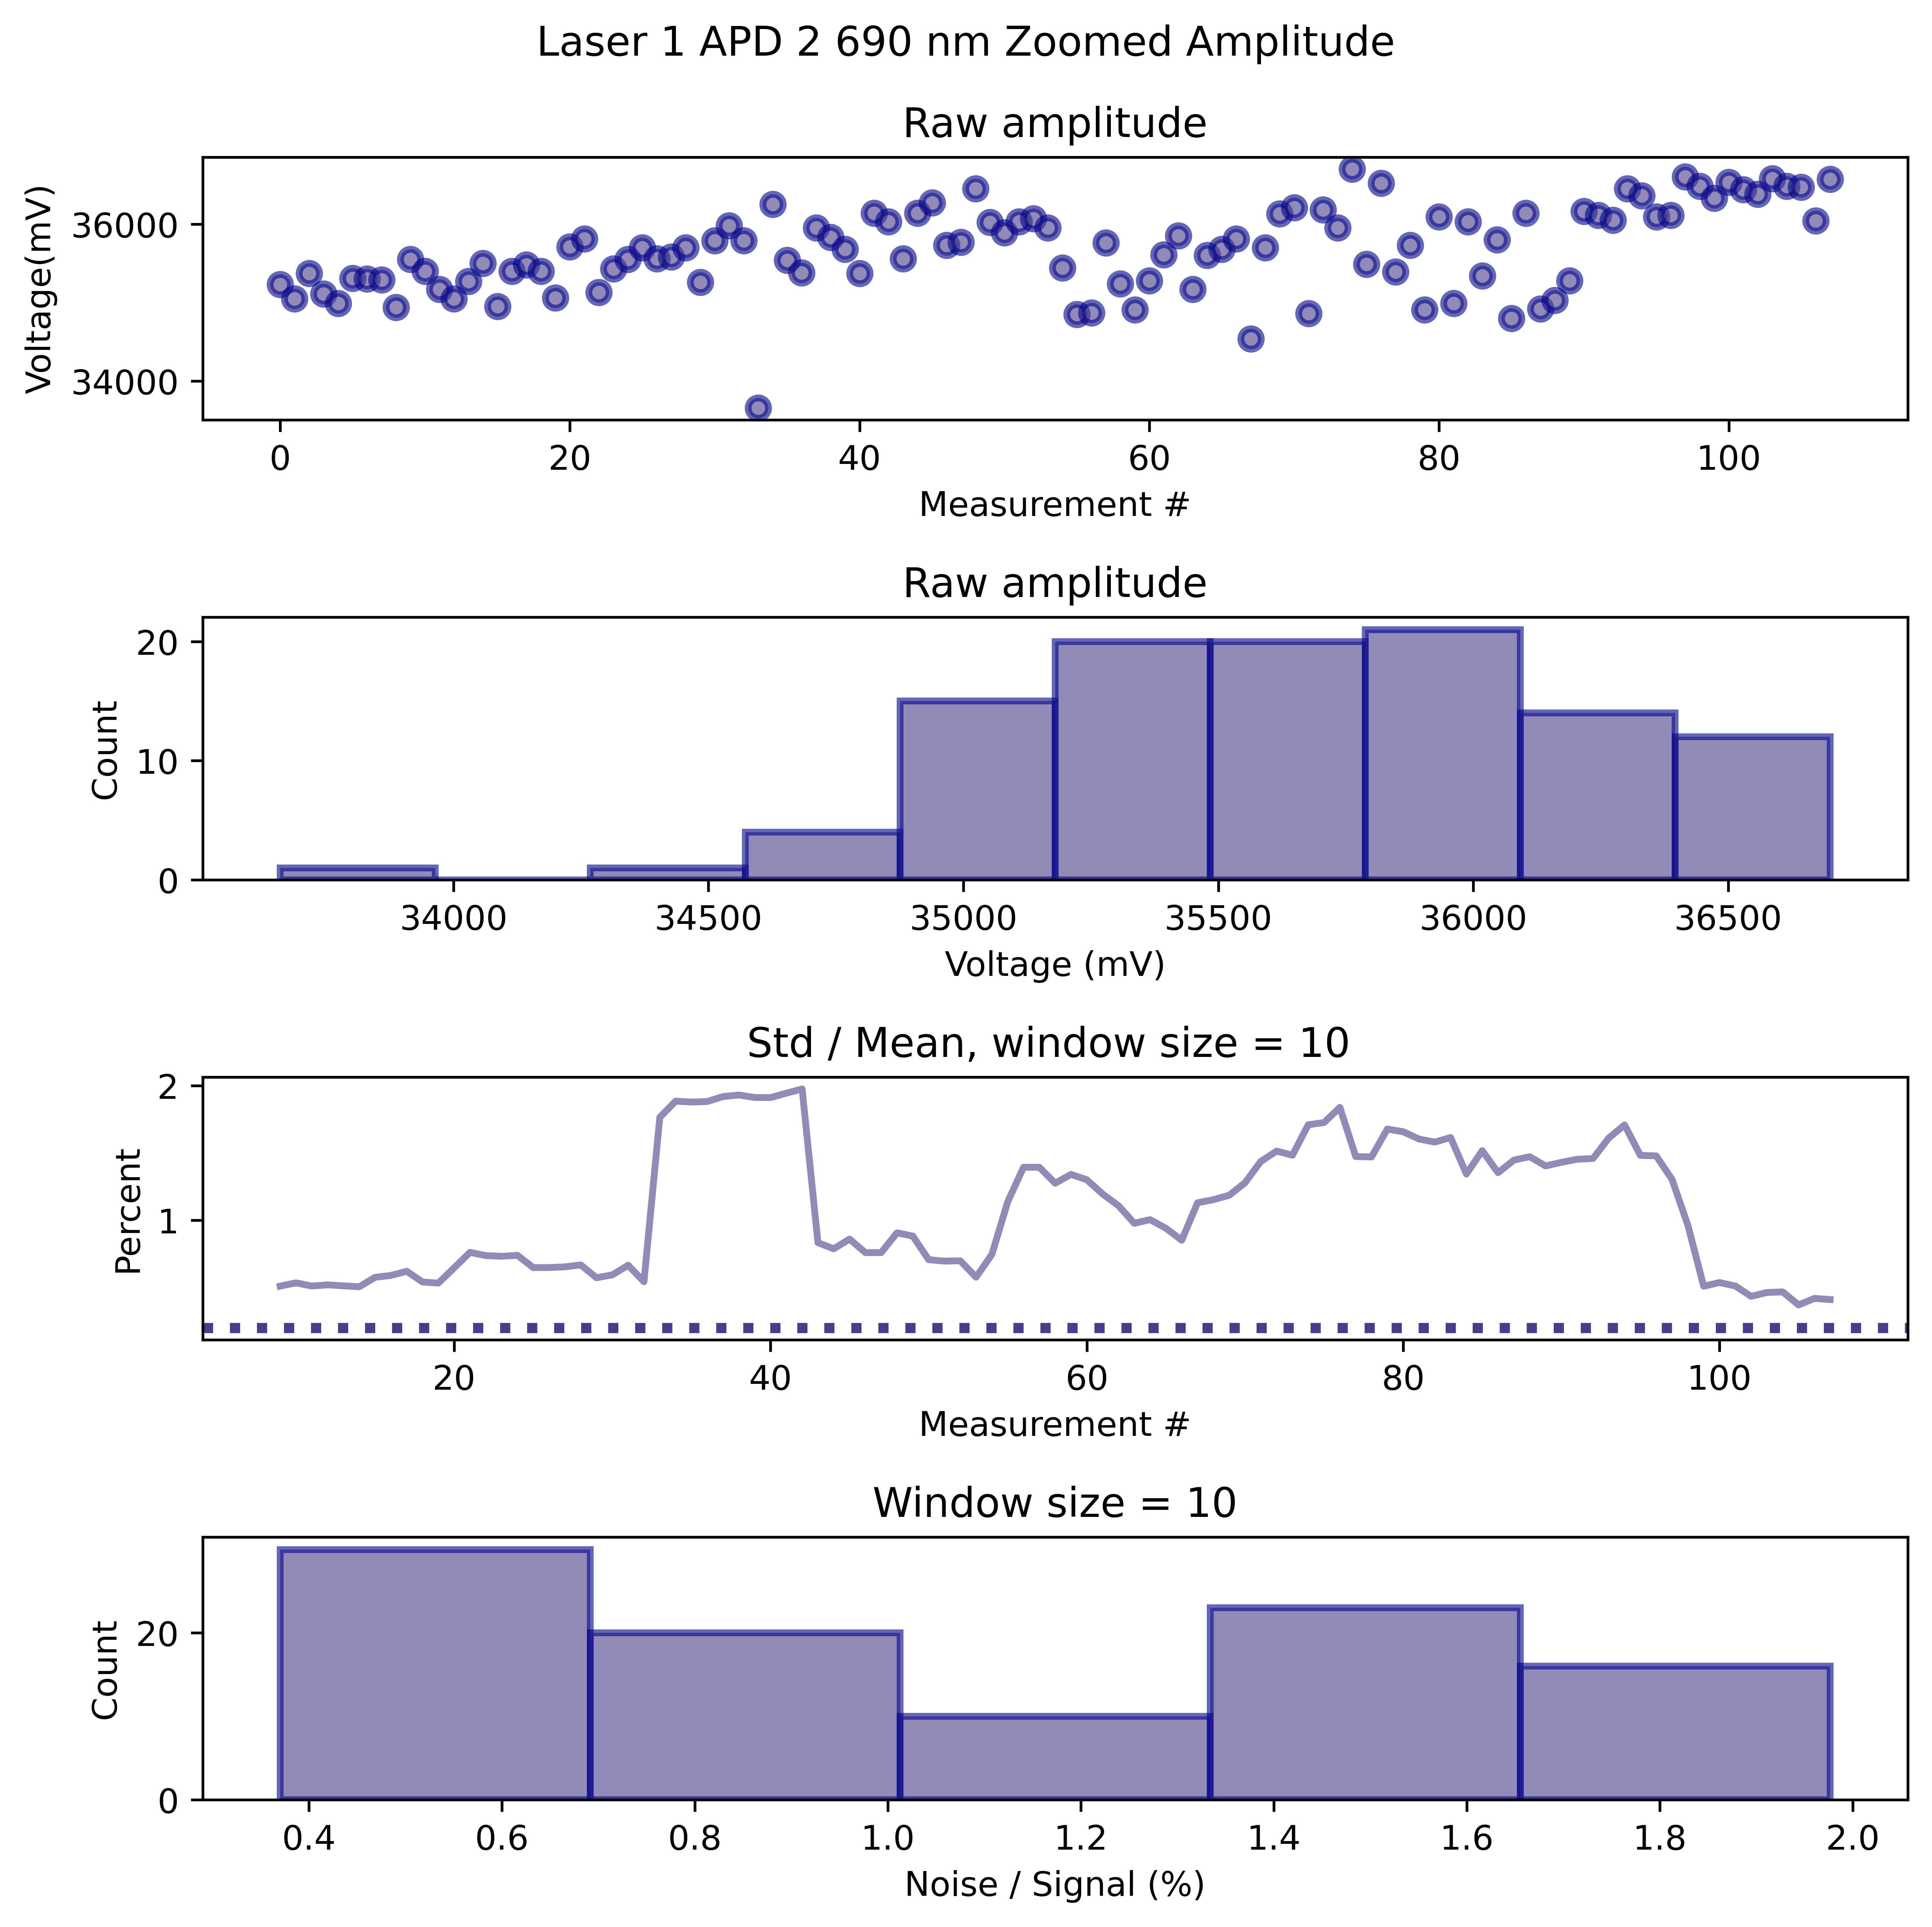 Laser 1 APD 2 690 nm Zoomed Amplitude
Raw amplitude
Voltage(mV)
36000
34000
0 20 40 60 80 100
Measurement #
Raw amplitude
Count
20
10
0
34000 34500 35000 35500 36000 36500
Voltage (mV)
Std / Mean, window size = 10
Percent
2
1
20 40 60 80 100
Measurement #
Window size = 10
Count
20
0
0.4 0.6 0.8 1.0 1.2 1.4 1.6 1.8 2.0
Noise / Signal (%)